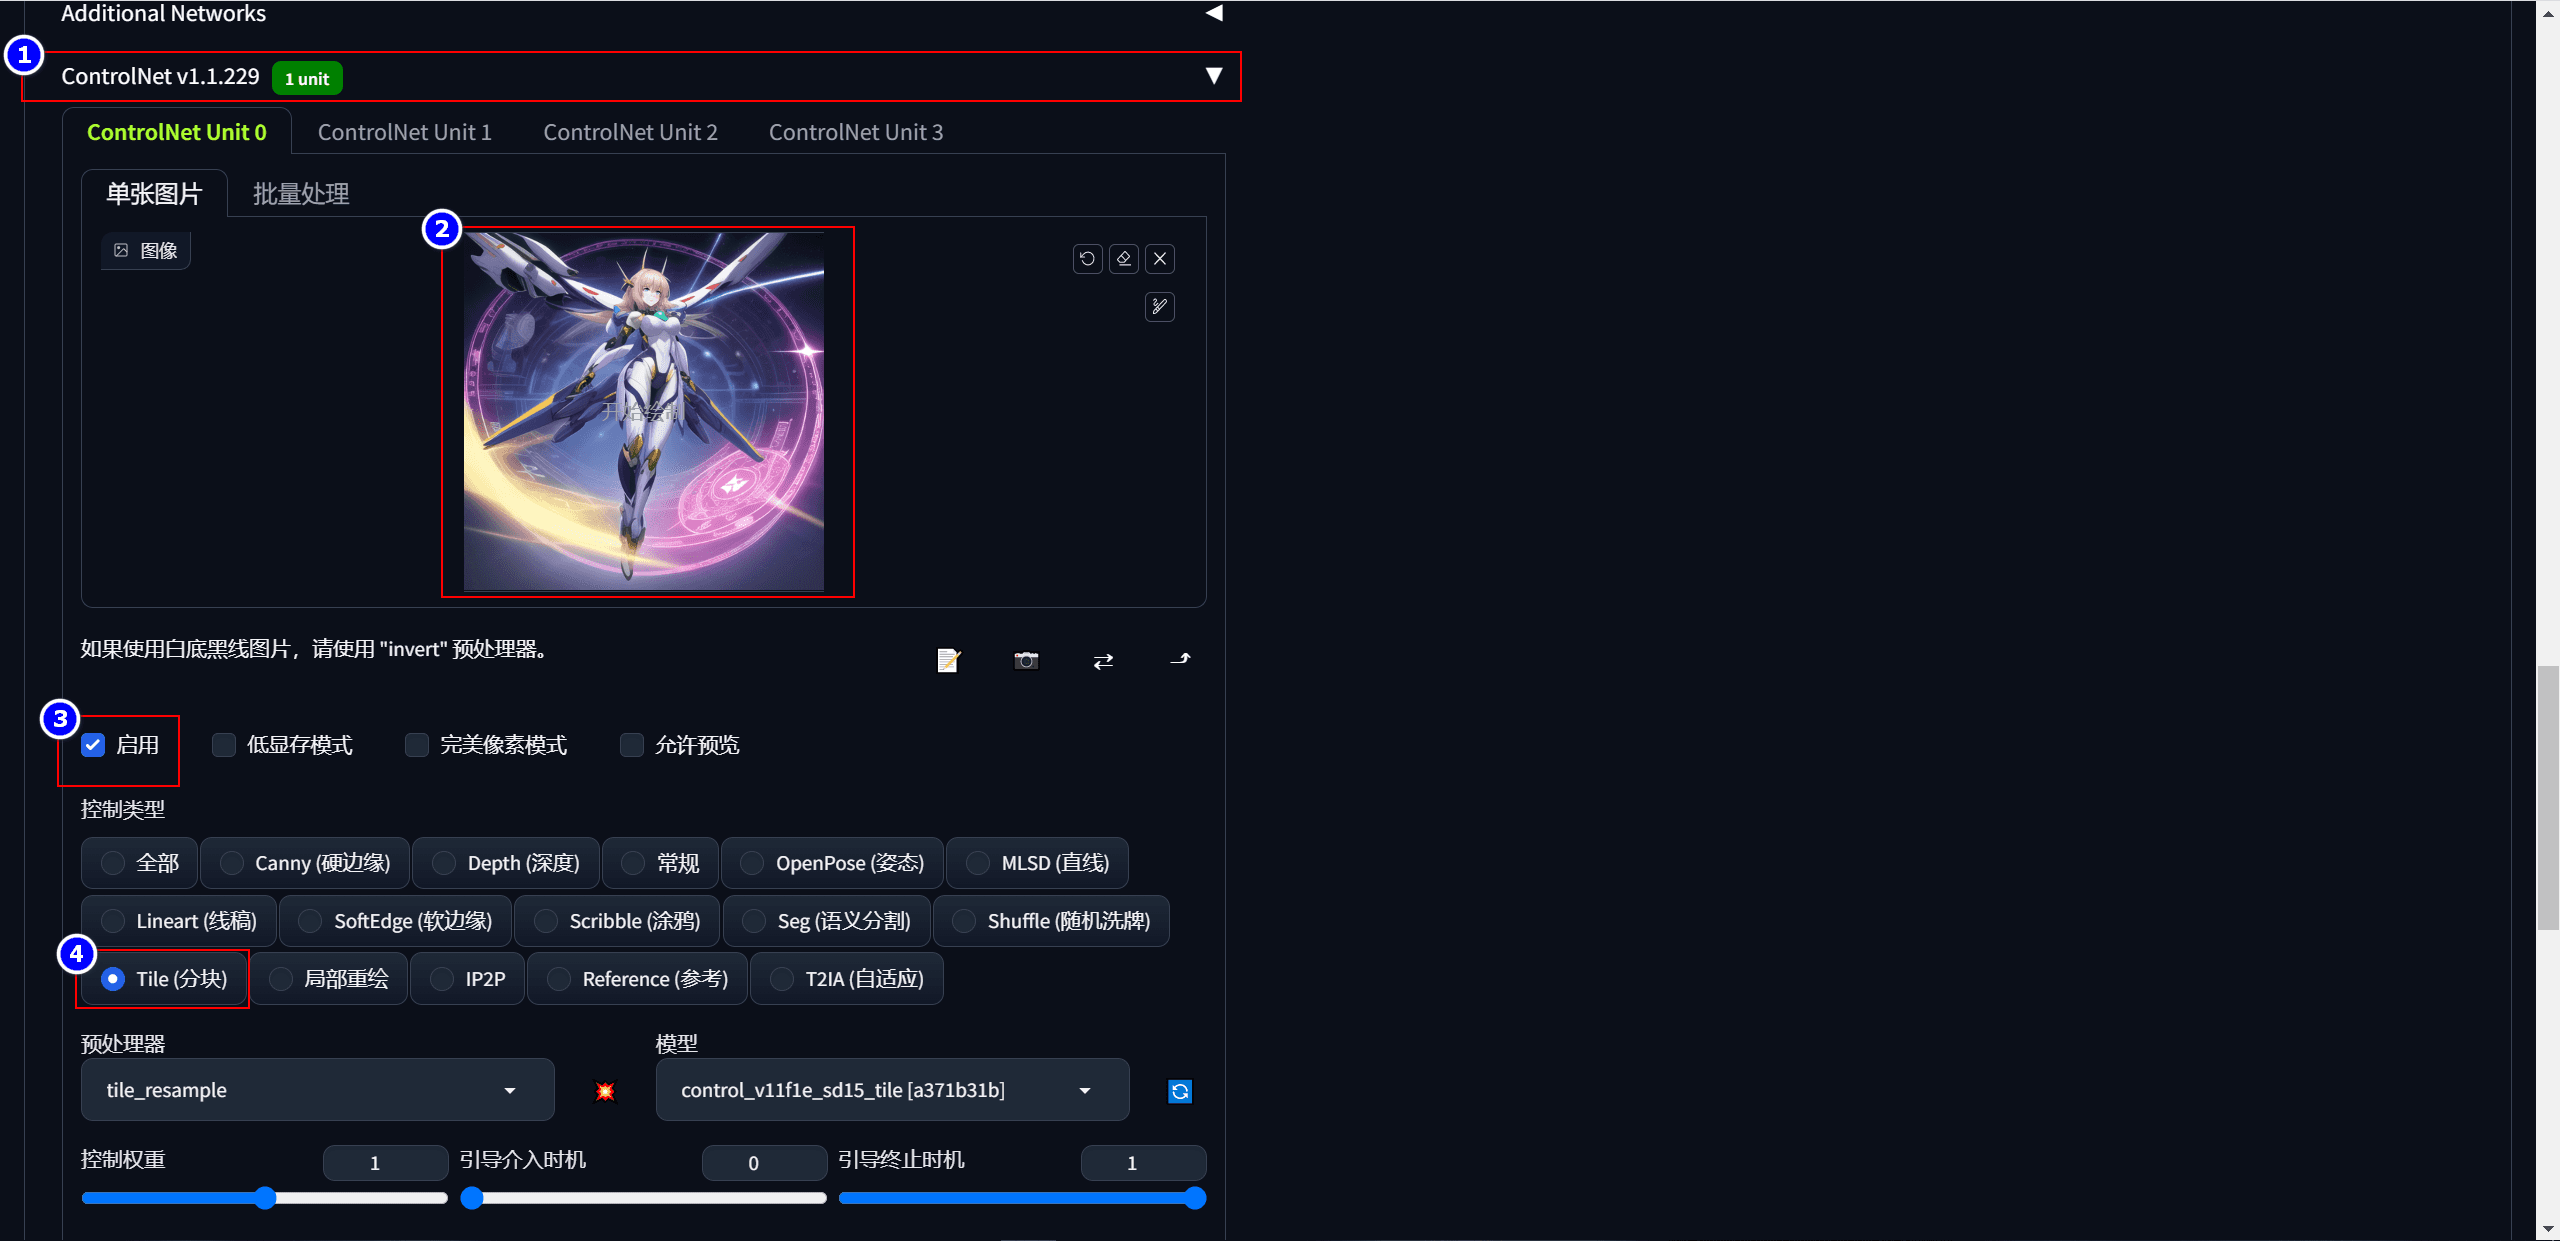 Additional Networks
1
ControlNet v1.1.229 1 unit
ControlNet Unit 0 ControlNet Unit 1 ControlNet Unit 2 ControlNet Unit 3
单张图片 批量处理
2
图像
开始绘制
如果使用白底黑线图片，请使用 "invert" 预处理器。
3
启用 低显存模式 完美像素模式 允许预览
控制类型
全部 Canny (硬边缘) Depth (深度) 常规 OpenPose (姿态) MLSD (直线)
Lineart (线稿) SoftEdge (软边缘) Scribble (涂鸦) Seg (语义分割) Shuffle (随机洗牌)
4
Tile (分块) 局部重绘 IP2P Reference (参考) T2IA (自适应)
预处理器 模型
tile_resample control_v11f1e_sd15_tile [a371b31b]
控制权重 1 引导介入时机 0 引导终止时机 1